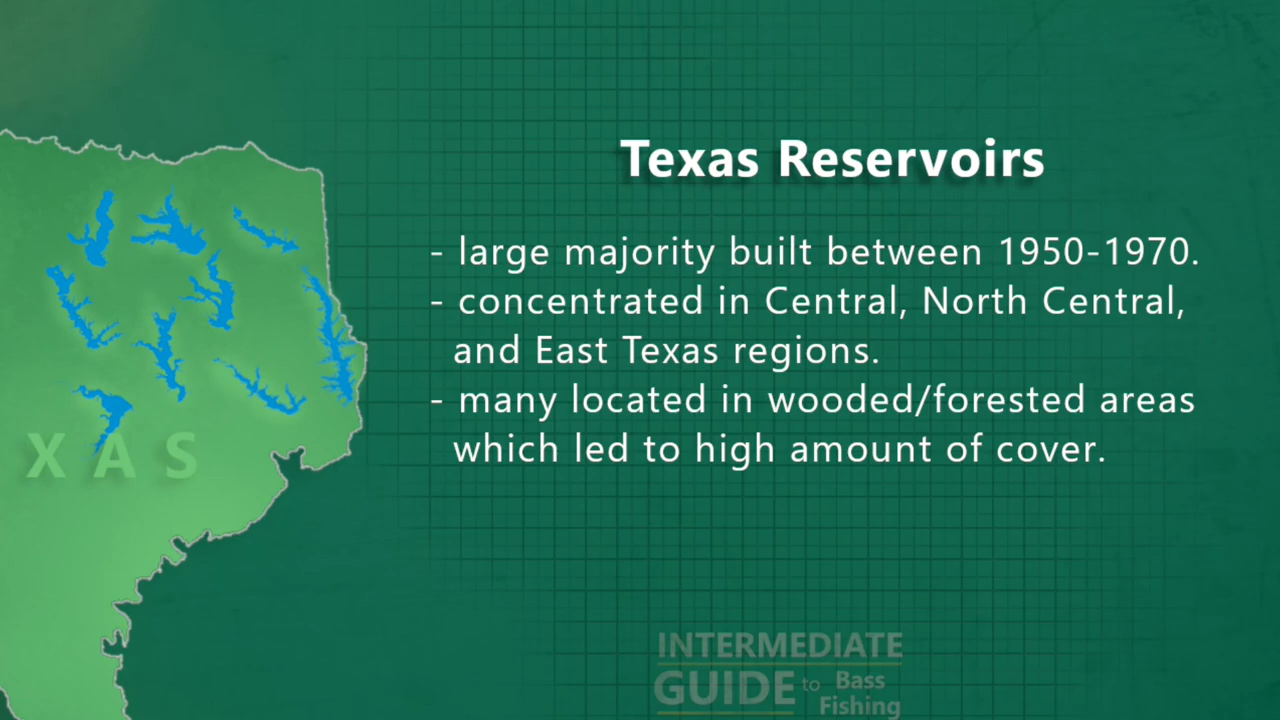 Texas Reservoirs
- large majority built between 1950-1970.
- concentrated in Central, North Central,
and East Texas regions.
- many located in wooded/forested areas
which led to high amount of cover.
X A S
INTERMEDIATE
GUIDE to Bass
Fishing